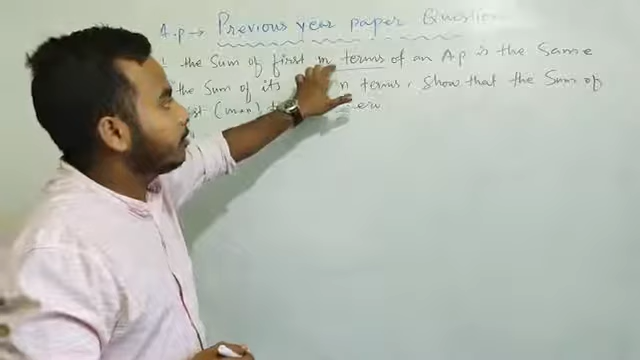 A.p → Previous year paper Question
the Sum of first m terms of an A.p is the Same
the Sum of its n terms, Show that the Sum of
(m+n)